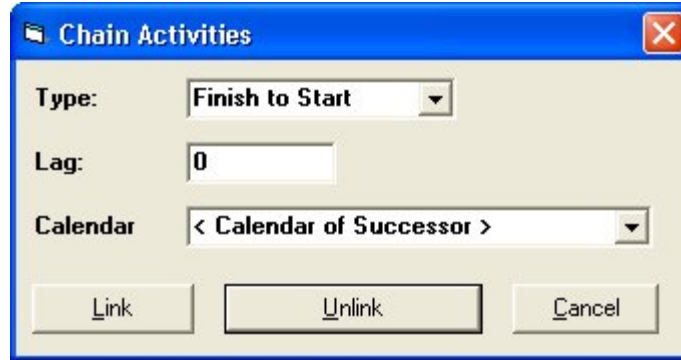 Chain Activities
Type: Finish to Start
Lag: 0
Calendar < Calendar of Successor >
Link Unlink Cancel